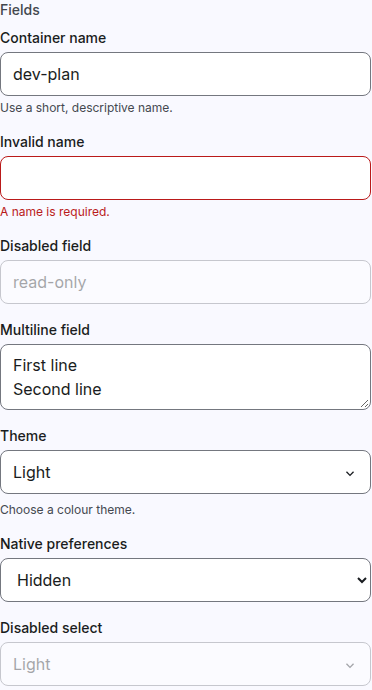 Fields
Container name
dev-plan
Use a short, descriptive name.
Invalid name
A name is required.
Disabled field
read-only
Multiline field
First line
Second line
Theme
Light
Choose a colour theme.
Native preferences
Hidden
Disabled select
Light